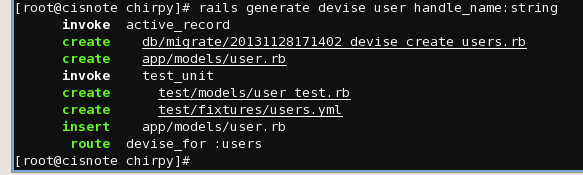 [root@cisnote chirpy]# rails generate devise user handle_name:string
invoke active_record
create db/migrate/20131128171402_devise_create_users.rb
create app/models/user.rb
invoke test_unit
create test/models/user_test.rb
create test/fixtures/users.yml
insert app/models/user.rb
route devise_for :users
[root@cisnote chirpy]#